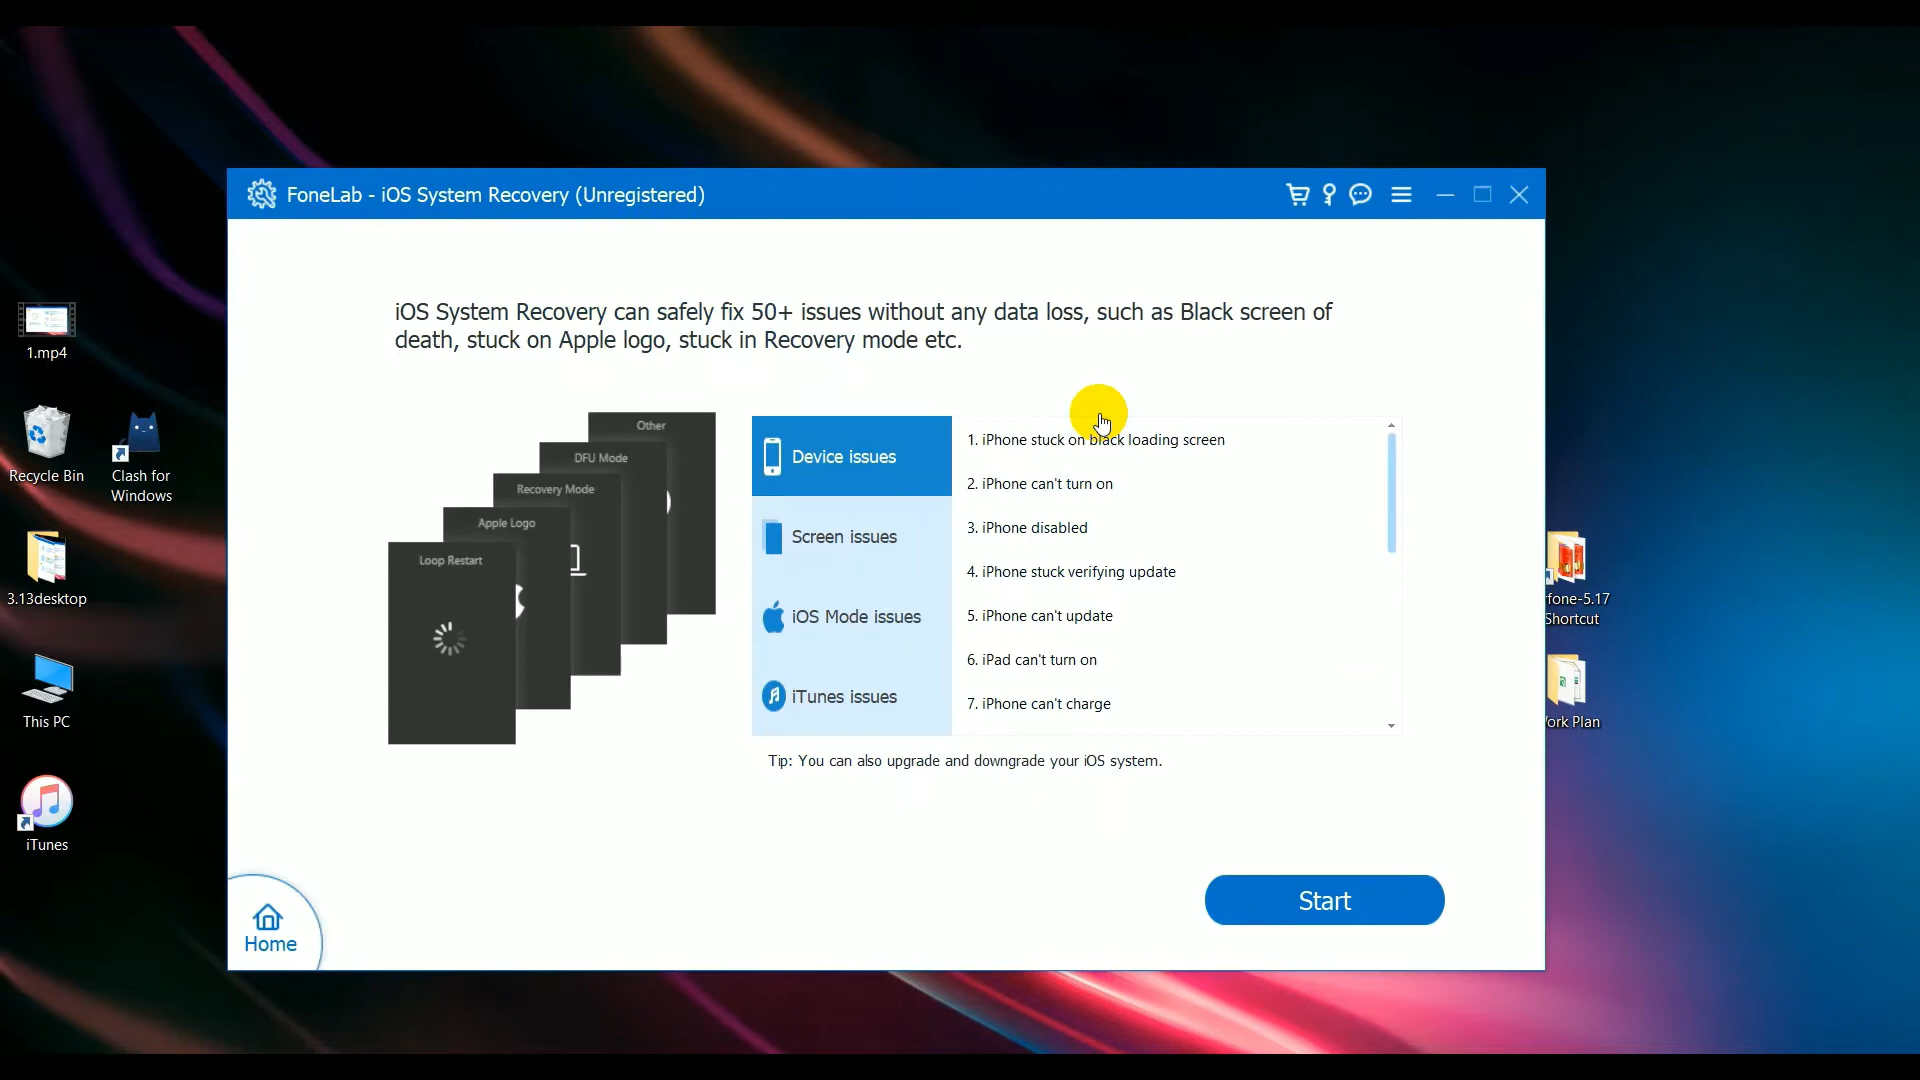 FoneLab - iOS System Recovery (Unregistered)
iOS System Recovery can safely fix 50+ issues without any data loss, such as Black screen of
death, stuck on Apple logo, stuck in Recovery mode etc.
Other
DFU Mode
Recovery Mode
Apple Logo
Loop Restart
Device issues
Screen issues
iOS Mode issues
iTunes issues
1. iPhone stuck on black loading screen
2. iPhone can't turn on
3. iPhone disabled
4. iPhone stuck verifying update
5. iPhone can't update
6. iPad can't turn on
7. iPhone can't charge
Tip: You can also upgrade and downgrade your iOS system.
Start
Home
1.mp4
Recycle Bin
Clash for
Windows
3.13desktop
This PC
iTunes
rfone-5.17
Shortcut
Work Plan